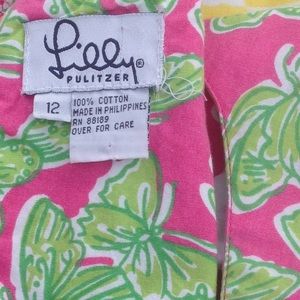 Lilly®
PULITZER
12
100% COTTON
MADE IN PHILIPPINES
RN 88189
OVER FOR CARE